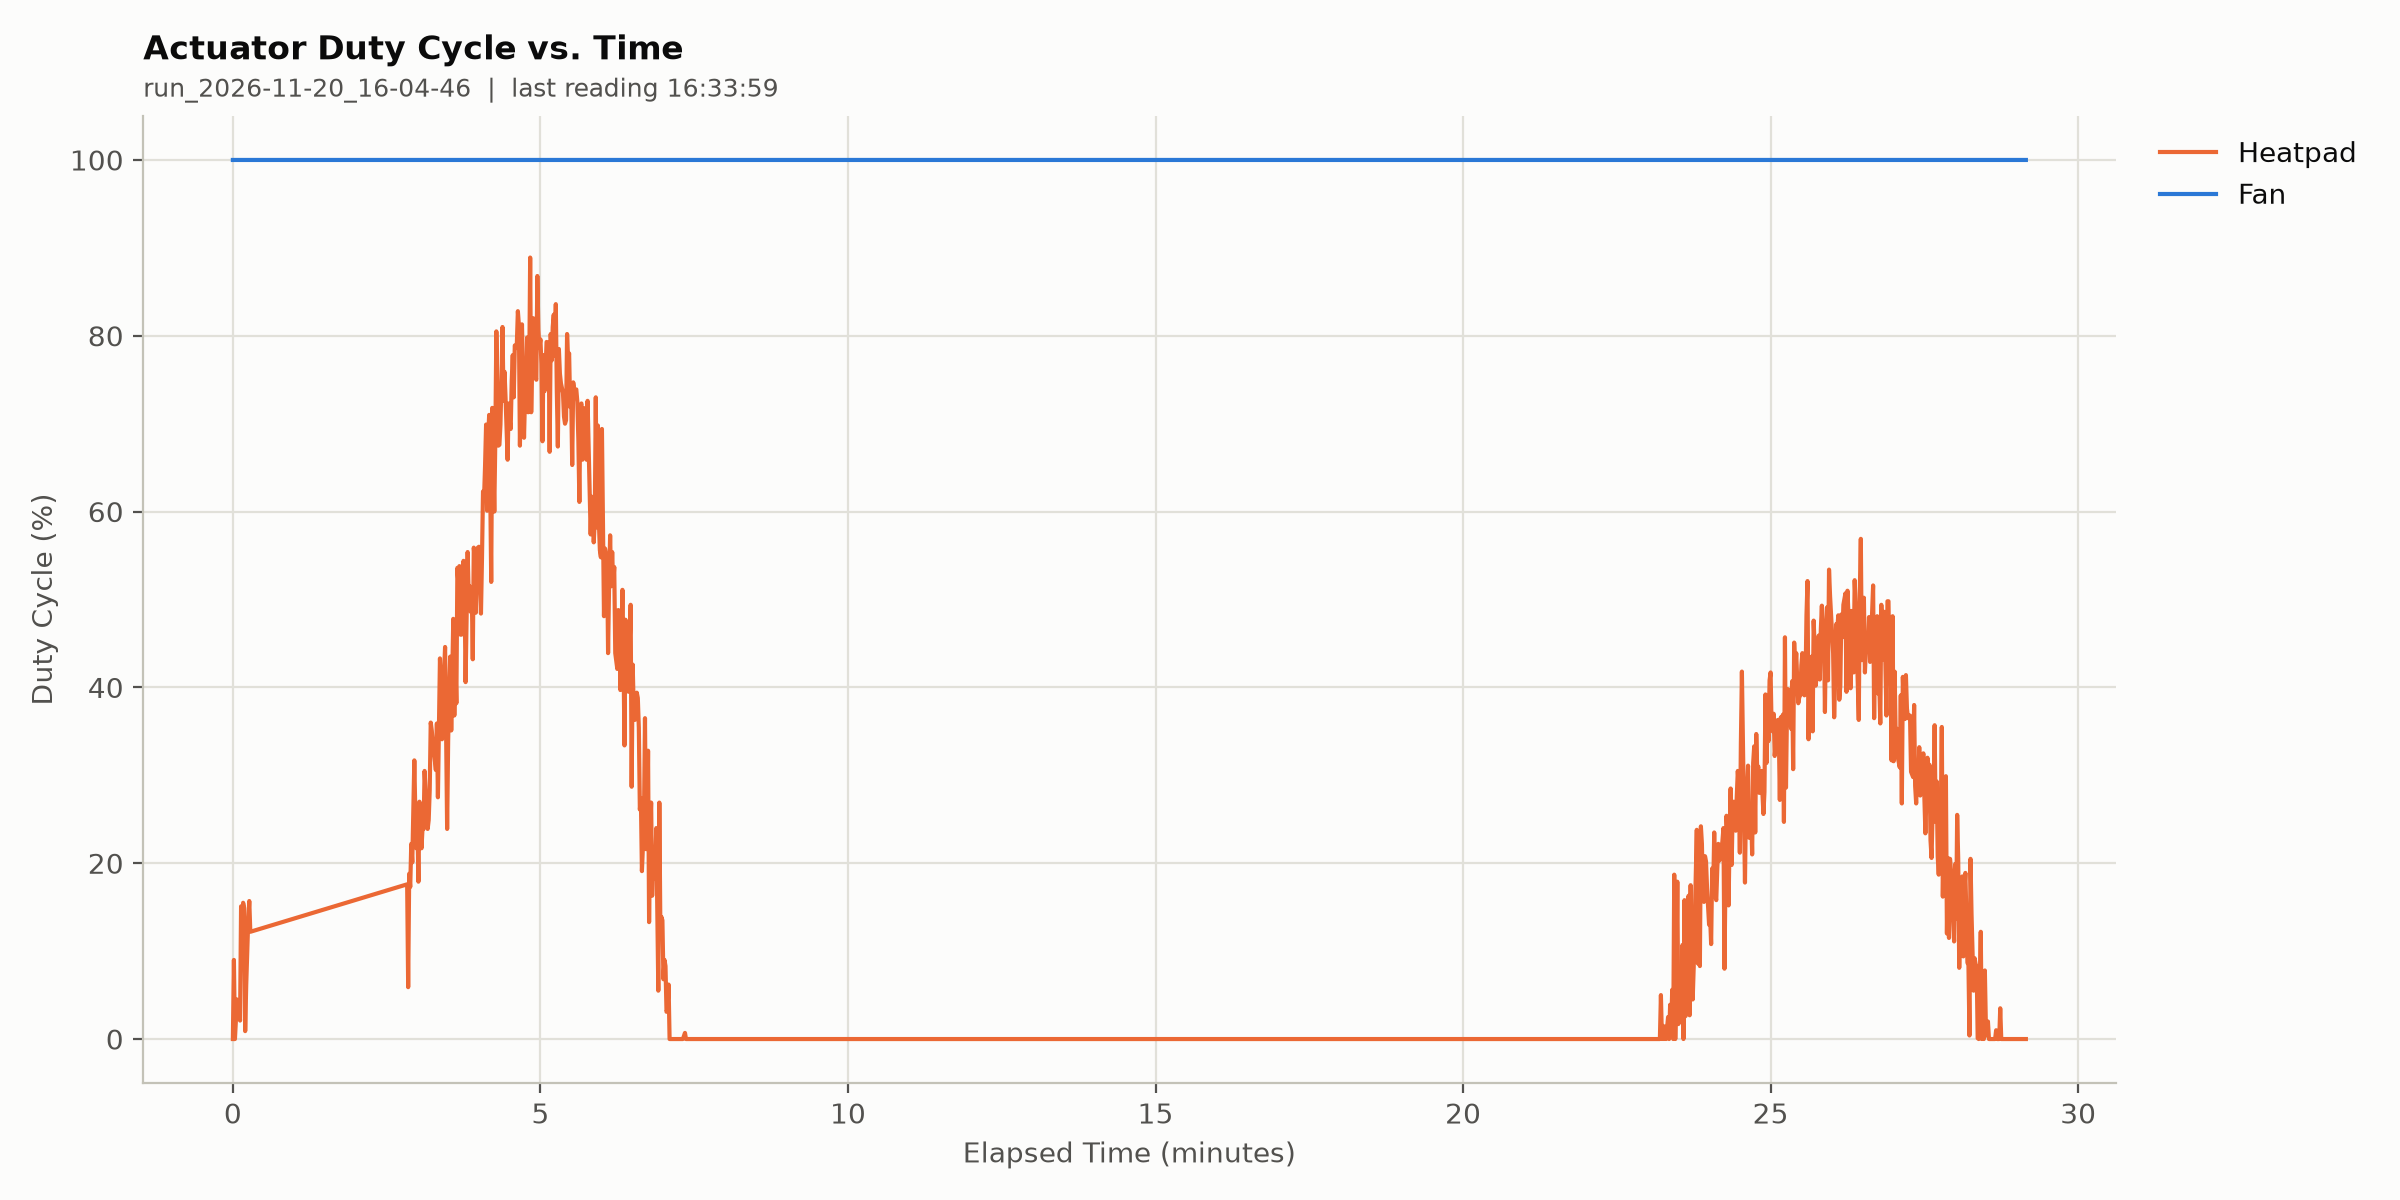 Actuator Duty Cycle vs. Time
run_2026-11-20_16-04-46 | last reading 16:33:59
Heatpad
Fan
Duty Cycle (%)
100
80
60
40
20
0
0 5 10 15 20 25 30
Elapsed Time (minutes)